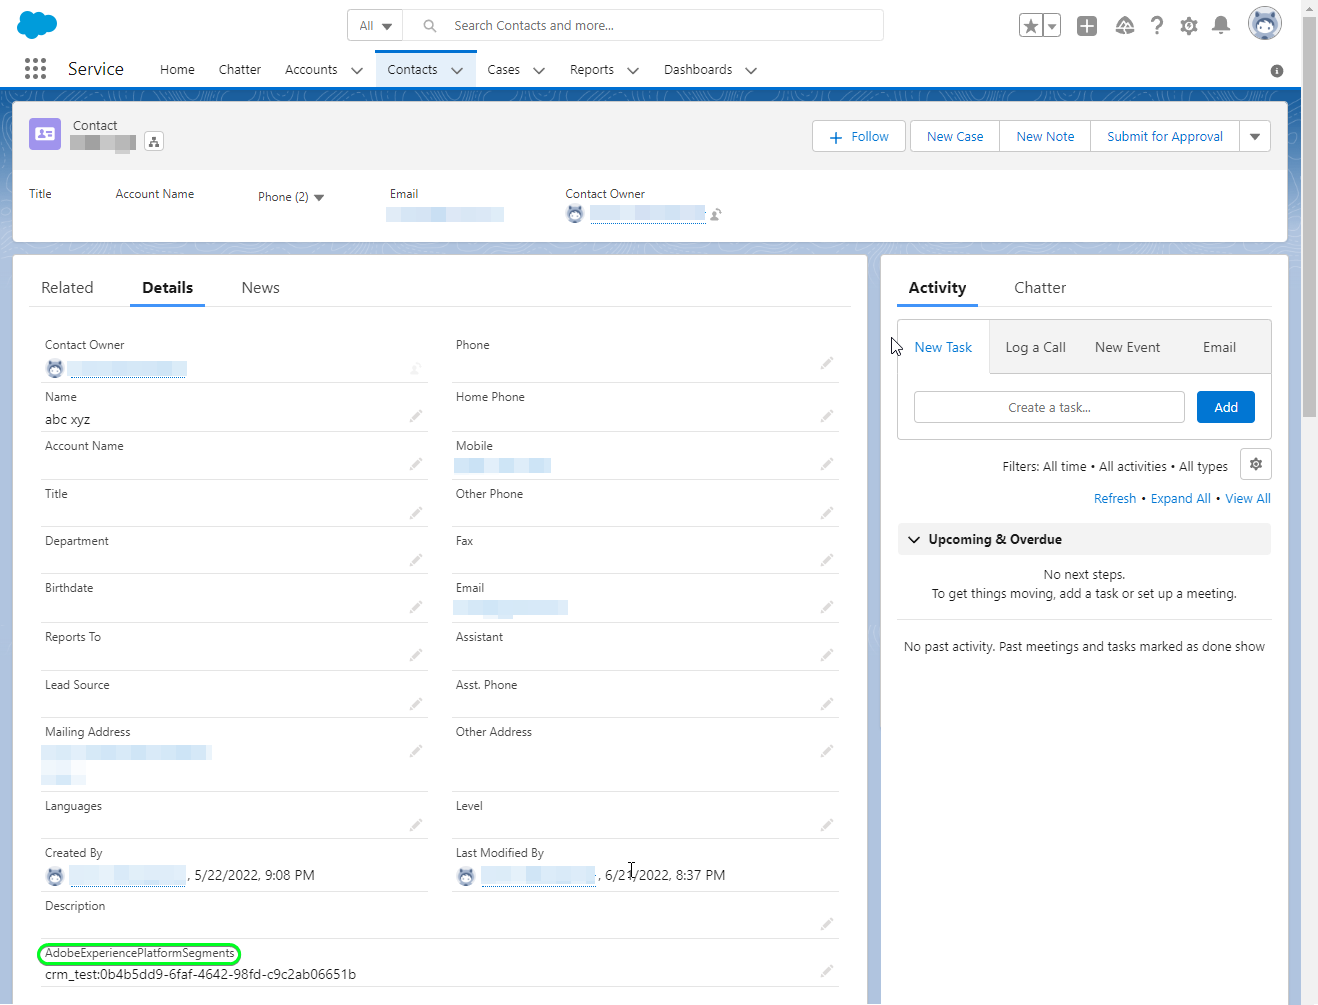 All
Search Contacts and more...
Service
Home
Chatter
Accounts
Contacts
Cases
Reports
Dashboards
Contact
Follow
New Case
New Note
Submit for Approval
Title
Account Name
Phone (2)
Email
Contact Owner
Related
Details
News
Contact Owner
Phone
Name
abc xyz
Home Phone
Account Name
Mobile
Title
Other Phone
Department
Fax
Birthdate
Email
Reports To
Assistant
Lead Source
Asst. Phone
Mailing Address
Other Address
Languages
Level
Created By
, 5/22/2022, 9:08 PM
Last Modified By
, 6/21/2022, 8:37 PM
Description
AdobeExperiencePlatformSegments
crm_test:0b4b5dd9-6faf-4642-98fd-c9c2ab06651b
Activity
Chatter
New Task
Log a Call
New Event
Email
Create a task...
Add
Filters: All time • All activities • All types
Refresh • Expand All • View All
Upcoming & Overdue
No next steps.
To get things moving, add a task or set up a meeting.
No past activity. Past meetings and tasks marked as done show